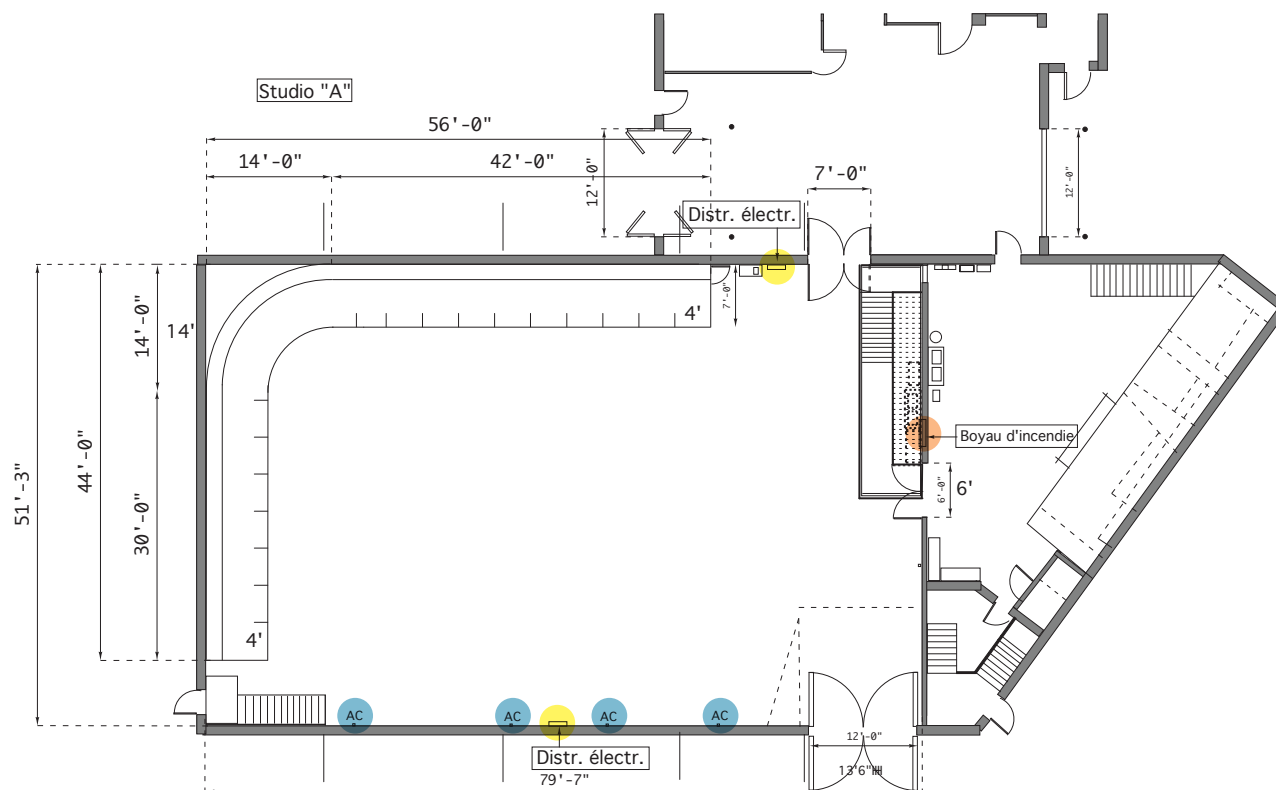 Studio "A"
56'-0"
14'-0"
42'-0"
12'-0"
7'-0"
12'-0"
Distr. électr.
7'-0"
14'-0"
14'
4'
44'-0"
51'-3"
30'-0"
Boyau d'incendie
6'-0"
6'
4'
AC
AC
AC
AC
Distr. électr.
79'-7"
12'-0"
13'6"